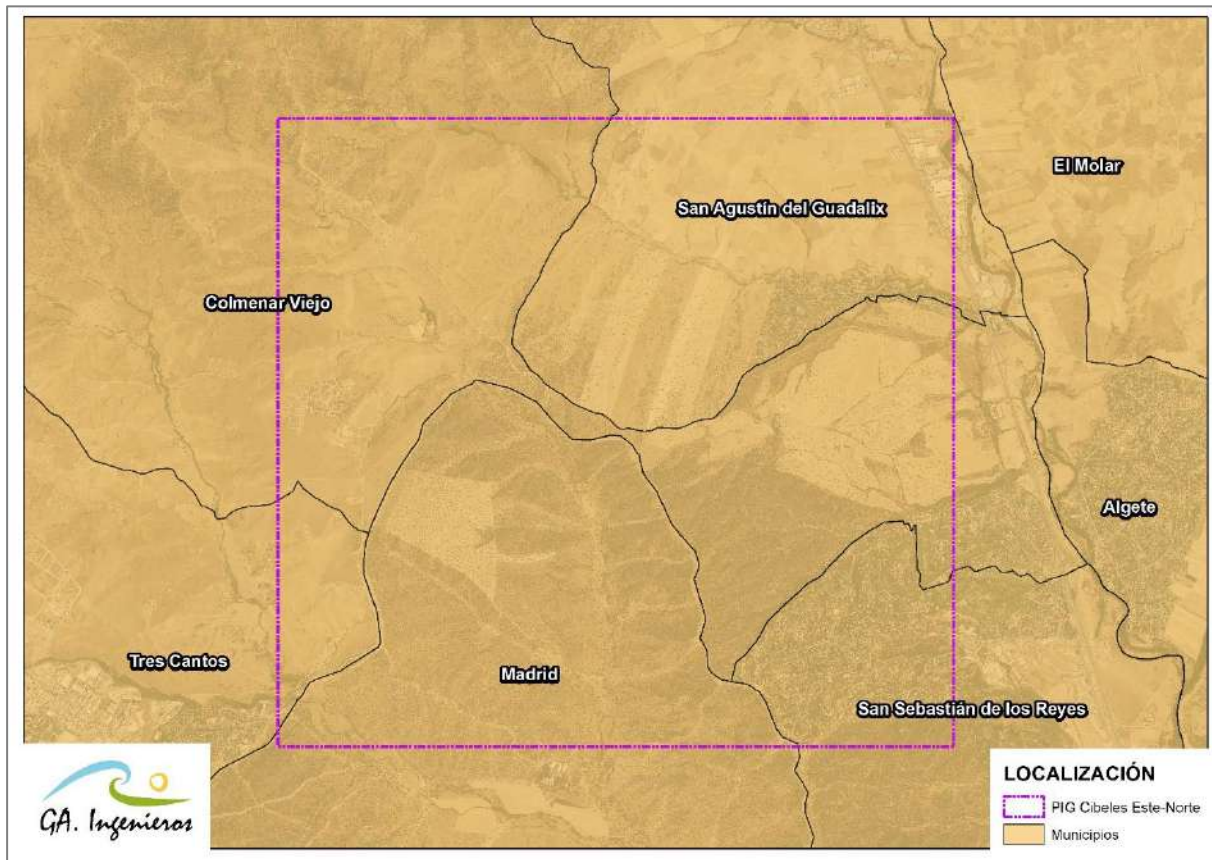 El Molar
San Agustín del Guadalix
Colmenar Viejo
Algete
Tres Cantos
Madrid
San Sebastián de los Reyes
GA. Ingenieros
LOCALIZACIÓN
PIG Cibeles Este-Norte
Municipios